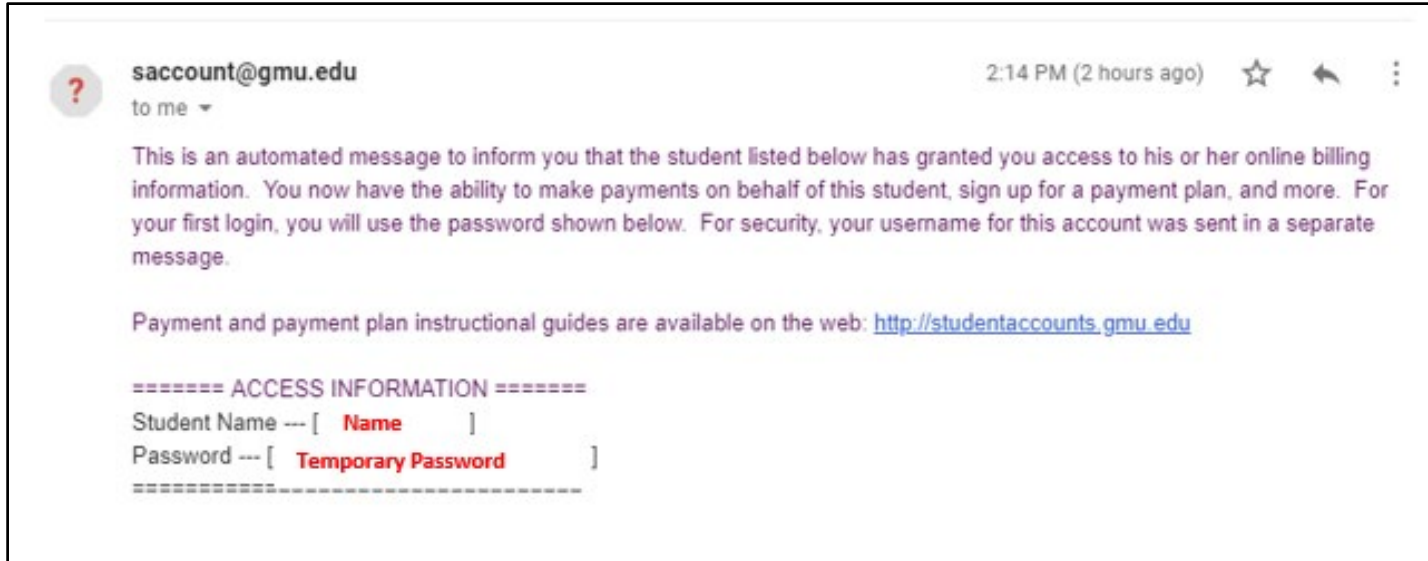 ?
saccount@gmu.edu
2:14 PM (2 hours ago)
to me
This is an automated message to inform you that the student listed below has granted you access to his or her online billing
information.  You now have the ability to make payments on behalf of this student, sign up for a payment plan, and more.  For
your first login, you will use the password shown below.  For security, your username for this account was sent in a separate
message.
Payment and payment plan instructional guides are available on the web: http://studentaccounts.gmu.edu
======= ACCESS INFORMATION =======
Student Name --- [ Name ]
Password --- [ Temporary Password ]
==================================